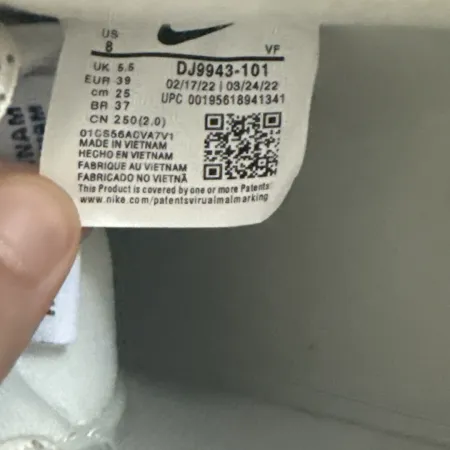 US
8
VF
UK 5.5
EUR 39
cm 25
BR 37
CN 250(2.0)
DJ9943-101
02/17/22 | 03/24/22
UPC 00195618941341
01CS56A0VA7V1
MADE IN VIETNAM
HECHO EN VIETNAM
FABRIQUE AU VIETNAM
FABRICADO NO VIETNÃ
This Product is covered by one or more Patents
www.nike.com/patentsvirualmalmarking
NAM